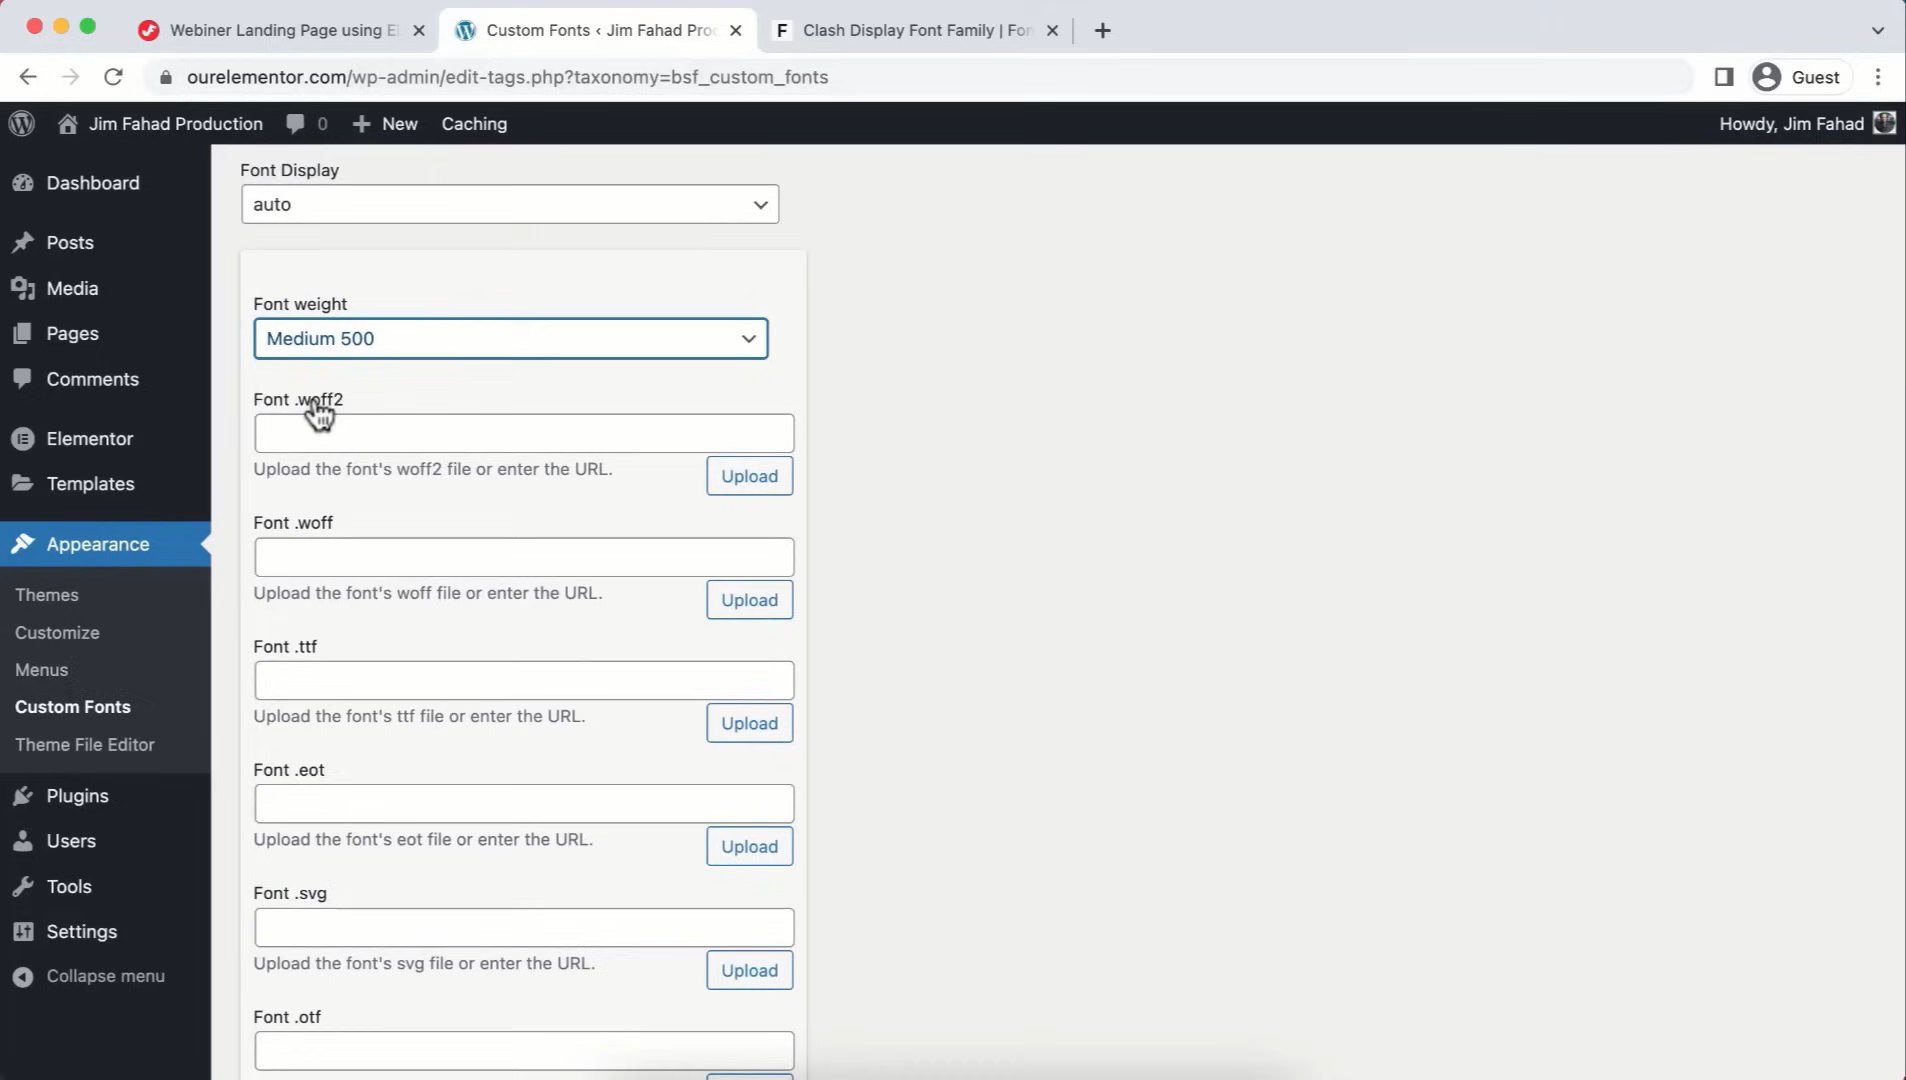 Webiner Landing Page using El
Custom Fonts ‹ Jim Fahad Pro
Clash Display Font Family | Fon
ourelementor.com/wp-admin/edit-tags.php?taxonomy=bsf_custom_fonts
Guest
Jim Fahad Production
0
New
Caching
Howdy, Jim Fahad
Dashboard
Posts
Media
Pages
Comments
Elementor
Templates
Appearance
Themes
Customize
Menus
Custom Fonts
Theme File Editor
Plugins
Users
Tools
Settings
Collapse menu
Font Display
auto
Font weight
Medium 500
Font .woff2
Upload the font's woff2 file or enter the URL.
Upload
Font .woff
Upload the font's woff file or enter the URL.
Upload
Font .ttf
Upload the font's ttf file or enter the URL.
Upload
Font .eot
Upload the font's eot file or enter the URL.
Upload
Font .svg
Upload the font's svg file or enter the URL.
Upload
Font .otf